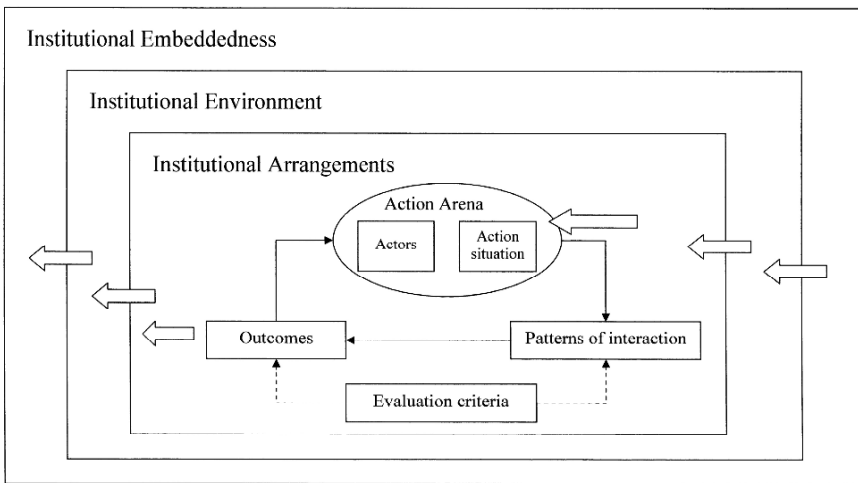 Institutional Embeddedness
Institutional Environment
Institutional Arrangements
Action Arena
Actors
Action
situation
Outcomes
Patterns of interaction
Evaluation criteria